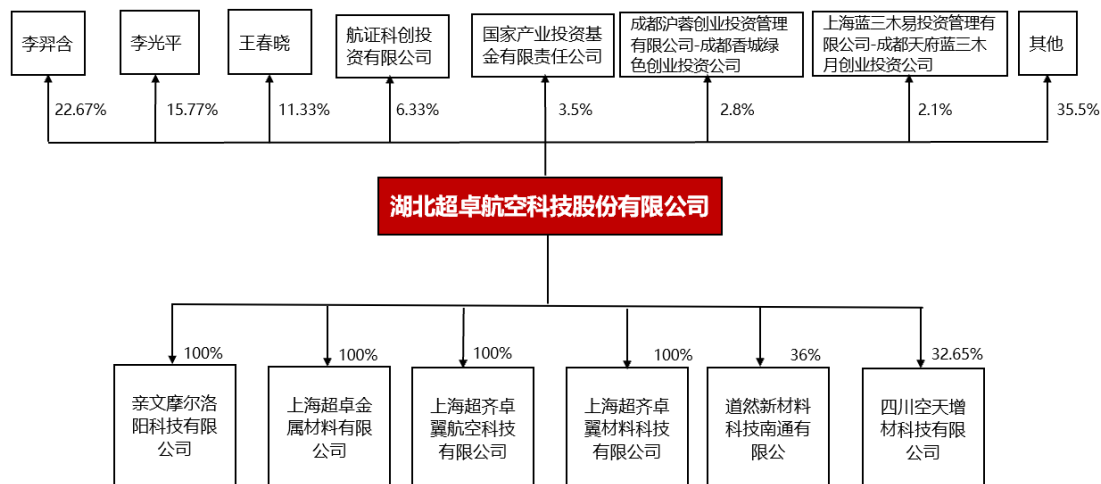 李羿含
李光平
王春晓
航证科创投
资有限公司
国家产业投资基
金有限责任公司
成都沪蓉创业投资管理
有限公司-成都香城绿
色创业投资公司
上海蓝三木易投资管理有
限公司-成都天府蓝三木
月创业投资公司
其他
22.67%
15.77%
11.33%
6.33%
3.5%
2.8%
2.1%
35.5%
湖北超卓航空科技股份有限公司
100%
100%
100%
100%
36%
32.65%
亲文摩尔洛
阳科技有限
公司
上海超卓金
属材料有限
公司
上海超齐卓
翼航空科技
有限公司
上海超齐卓
翼材料科技
有限公司
道然新材料
科技南通有
限公
四川空天增
材科技有限
公司